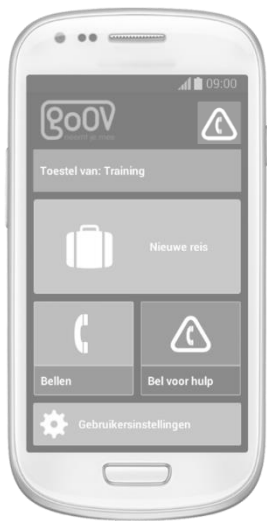 09:00
goOV
Toestel van: Training
Nieuwe reis
Bellen
Bel voor hulp
Gebruikersinstellingen